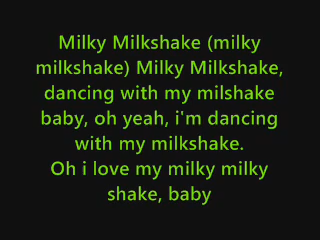 Milky Milkshake (milky
milkshake) Milky Milkshake,
dancing with my milshake
baby, oh yeah, i'm dancing
with my milkshake.
Oh i love my milky milky
shake, baby